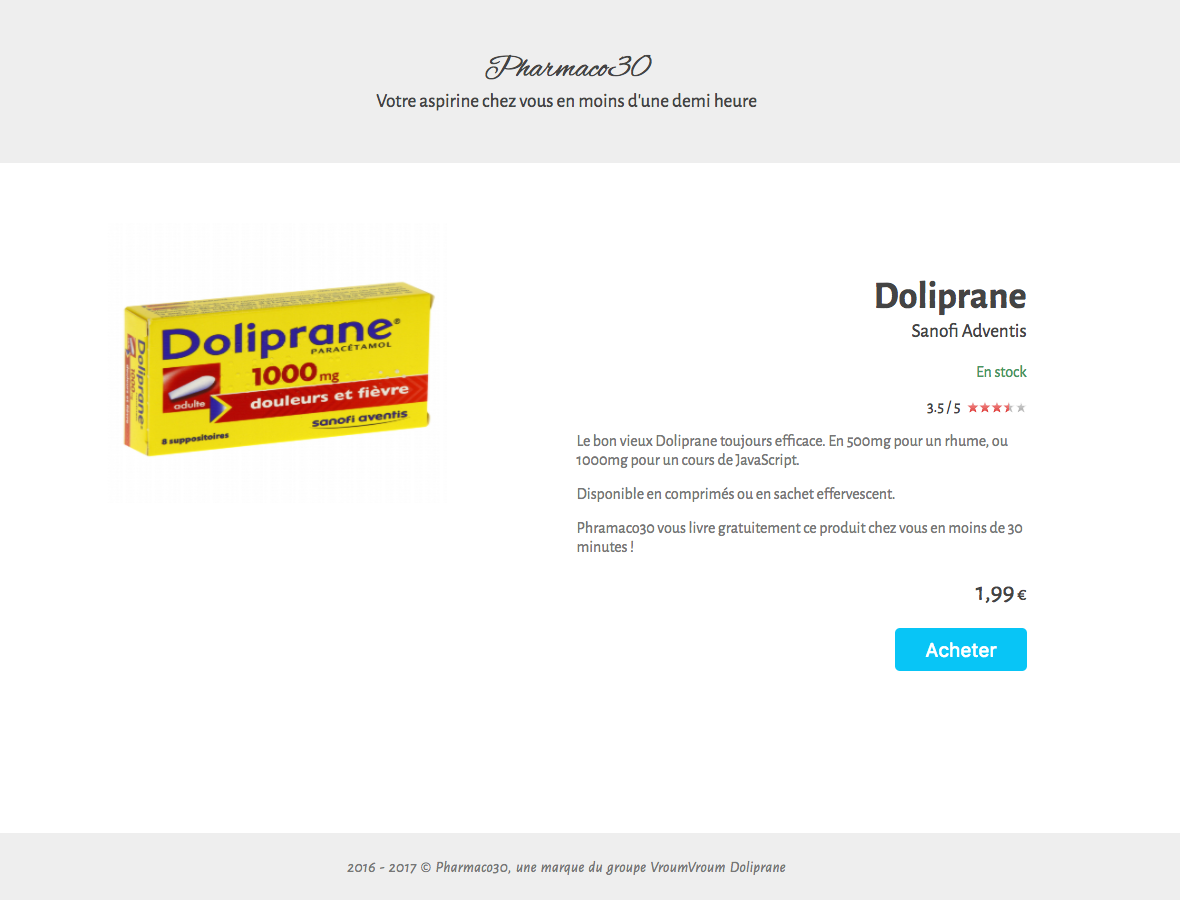 Pharmaco30
Votre aspirine chez vous en moins d'une demi heure
Doliprane®
PARACÉTAMOL
1000 mg
adulte
douleurs et fièvre
sanofi aventis
8 suppositoires
Doliprane
1000
Doliprane
Sanofi Adventis
En stock
3.5 / 5
Le bon vieux Doliprane toujours efficace. En 500mg pour un rhume, ou
1000mg pour un cours de JavaScript.
Disponible en comprimés ou en sachet effervescent.
Phramaco30 vous livre gratuitement ce produit chez vous en moins de 30
minutes !
1,99 €
Acheter
2016 - 2017 © Pharmaco30, une marque du groupe VroumVroum Doliprane